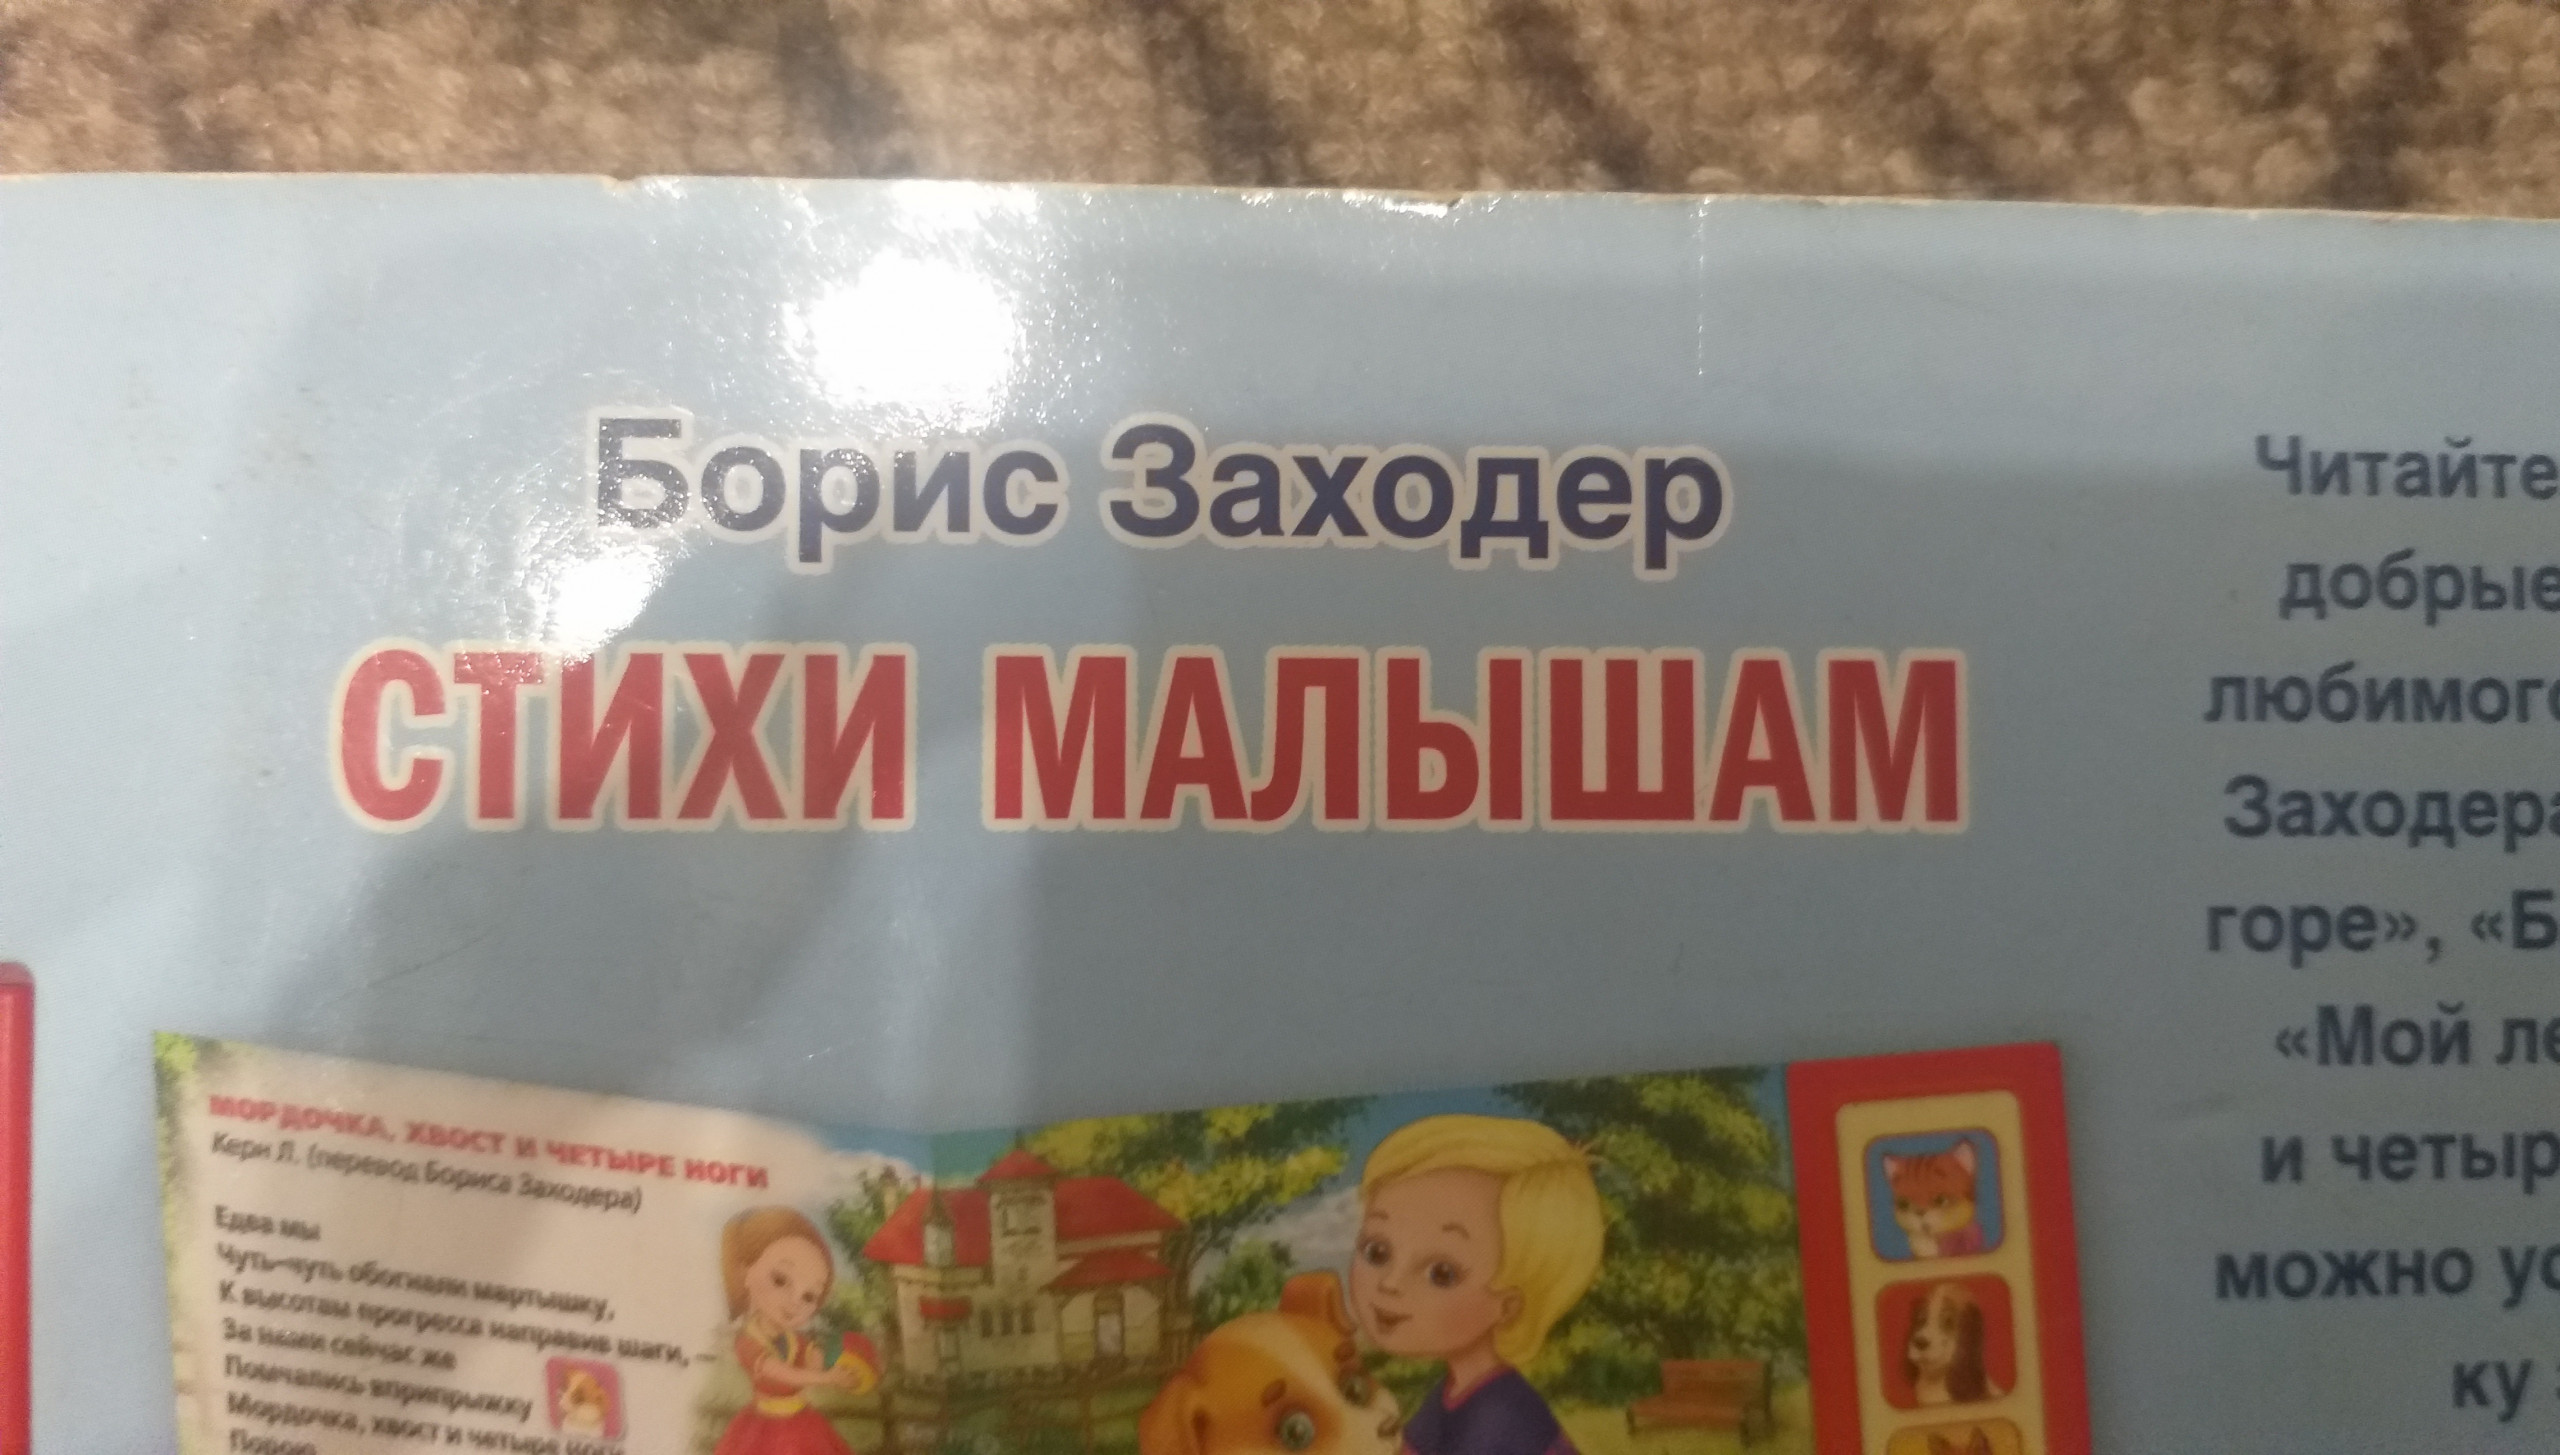 Борис Заходер
СТИХИ МАЛЫШАМ
МОРДОЧКА, ХВОСТ И ЧЕТЫРЕ НОГИ
Керн Л. (перевод Бориса Заходера)
Едва мы
Чуть-чуть обогнали мартышку,
К высотам прогресса направив шаги, –
За нами сейчас же
Помчались вприпрыжку
Мордочка, хвост и четыре ноги
Порою
Читайте
добрые
любимого
Заходера
горе», «Б
«Мой ле
и четыр
можно ус
ку